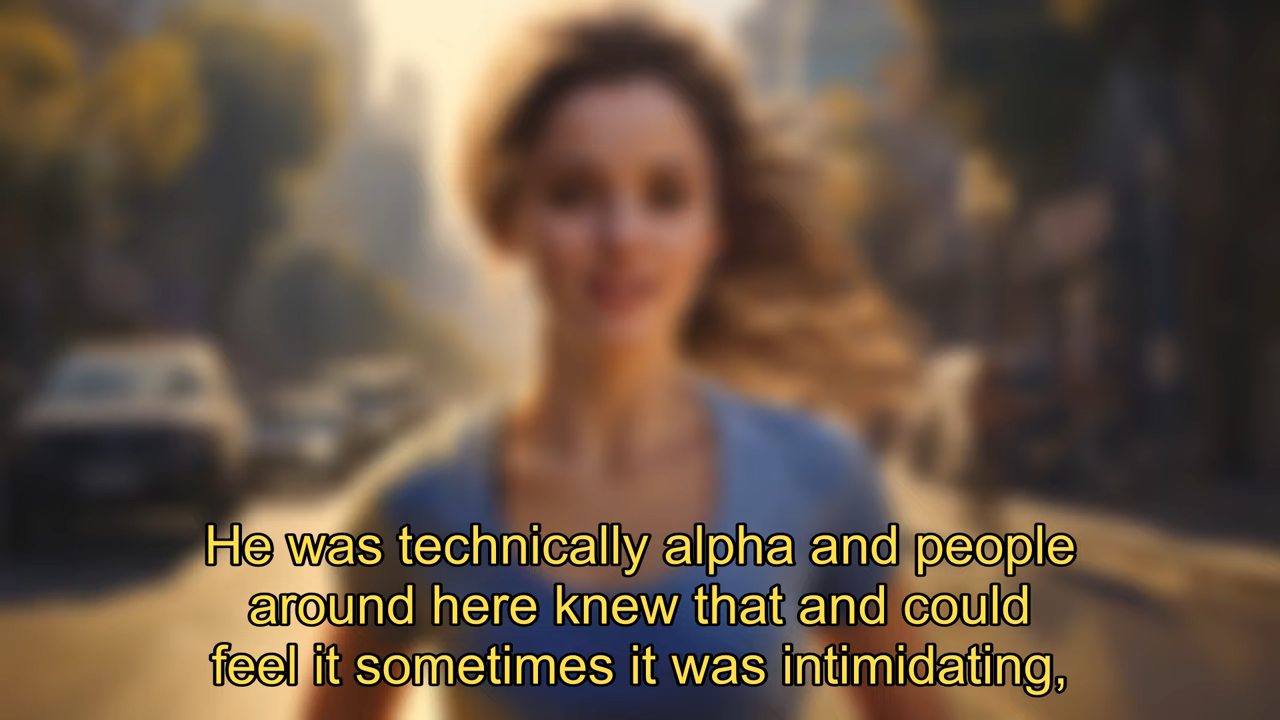 He was technically alpha and people
around here knew that and could
feel it sometimes it was intimidating,